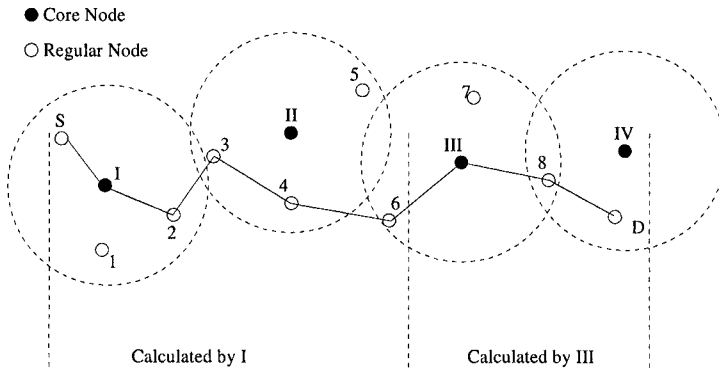 Core Node
Regular Node
5
7
II
S
3
III
IV
I
8
4
6
2
D
1
Calculated by I
Calculated by III